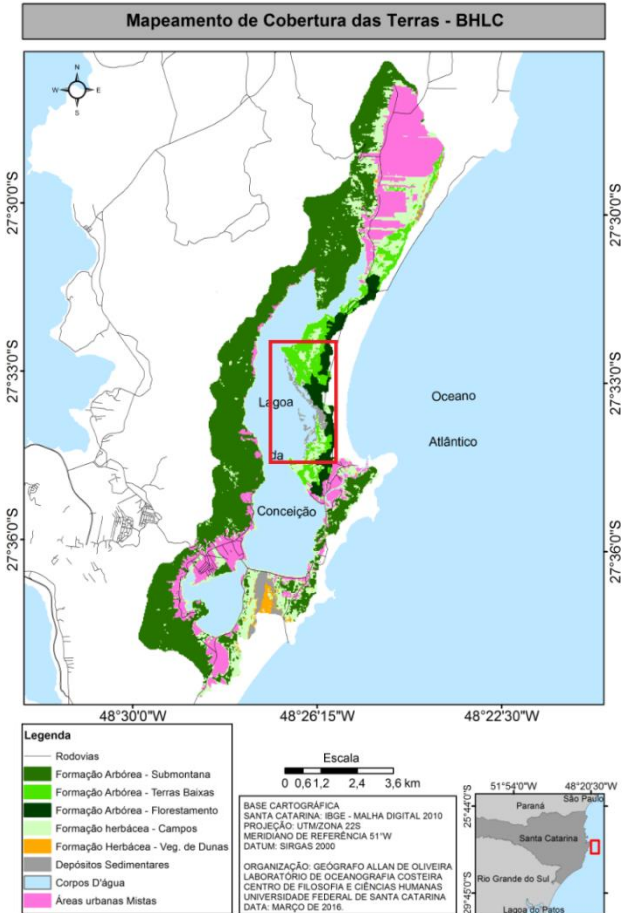 Mapeamento de Cobertura das Terras - BHLC
N
W
E
S
27°30'0"S
27°30'0"S
27°33'0"S
27°33'0"S
Lagoa
da
Conceição
Oceano
Atlântico
27°36'0"S
27°36'0"S
48°30'0"W
48°26'15"W
48°22'30"W
Legenda
Rodovias
Formação Arbórea - Submontana
Formação Arbórea - Terras Baixas
Formação Arbórea - Florestamento
Formação herbácea - Campos
Formação Herbácea - Veg. de Dunas
Depósitos Sedimentares
Corpos D'água
Áreas urbanas Mistas
Escala
0 0,6 1,2 2,4 3,6 km
BASE CARTOGRÁFICA
SANTA CATARINA: IBGE - MALHA DIGITAL 2010
PROJEÇÃO: UTM/ZONA 22S
MERIDIANO DE REFERÊNCIA 51°W
DATUM: SIRGAS 2000
ORGANIZAÇÃO: GEÓGRAFO ALLAN DE OLIVEIRA
LABORATÓRIO DE OCEANOGRAFIA COSTEIRA
CENTRO DE FILOSOFIA E CIÊNCIAS HUMANAS
UNIVERSIDADE FEDERAL DE SANTA CATARINA
DATA: MARÇO DE 2016.
51°54'0"W
48°20'30"W
25°44'0"S
29°45'0"S
Paraná
São Paulo
Santa Catarina
Rio Grande do Sul
Lagoa do Patos